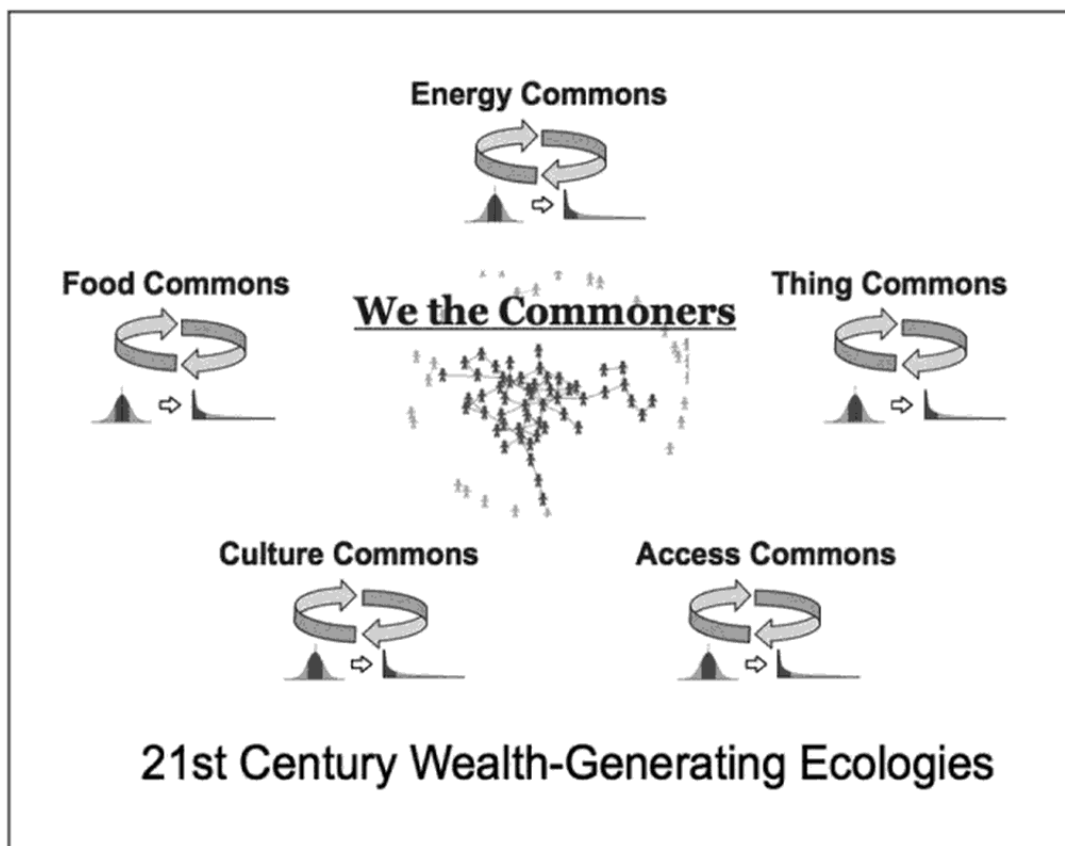 Energy Commons
Food Commons
Thing Commons
We the Commoners
Culture Commons
Access Commons
21st Century Wealth-Generating Ecologies